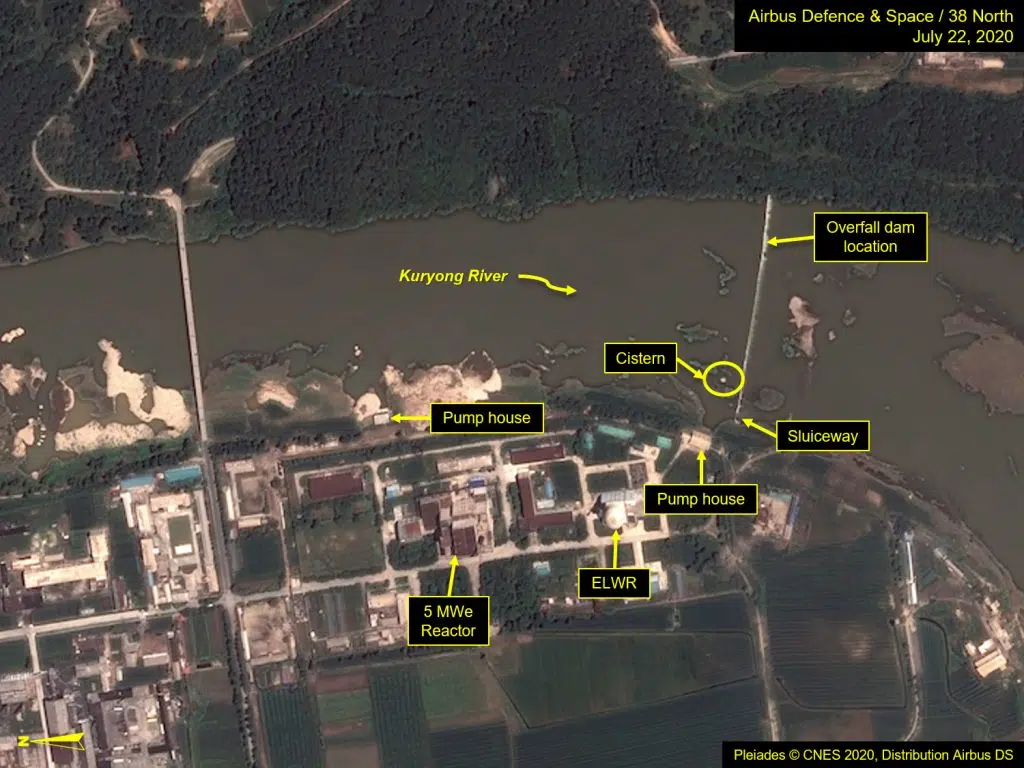 Airbus Defence & Space / 38 North
July 22, 2020
Overfall dam
location
Kuryong River
Cistern
Pump house
Sluiceway
Pump house
ELWR
5 MWe
Reactor
N
Pleiades © CNES 2020, Distribution Airbus DS